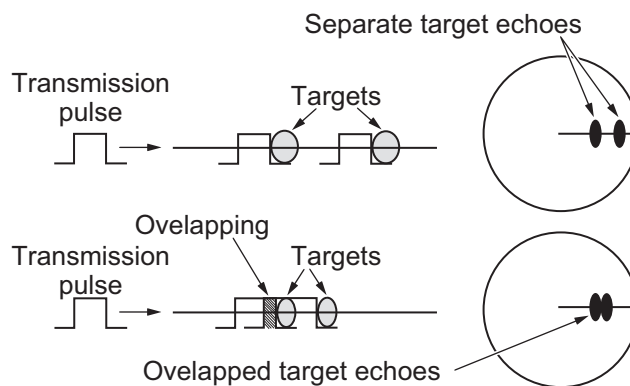 Separate target echoes
Transmission
pulse
Targets
Ovelapping
Transmission
pulse
Targets
Ovelapped target echoes